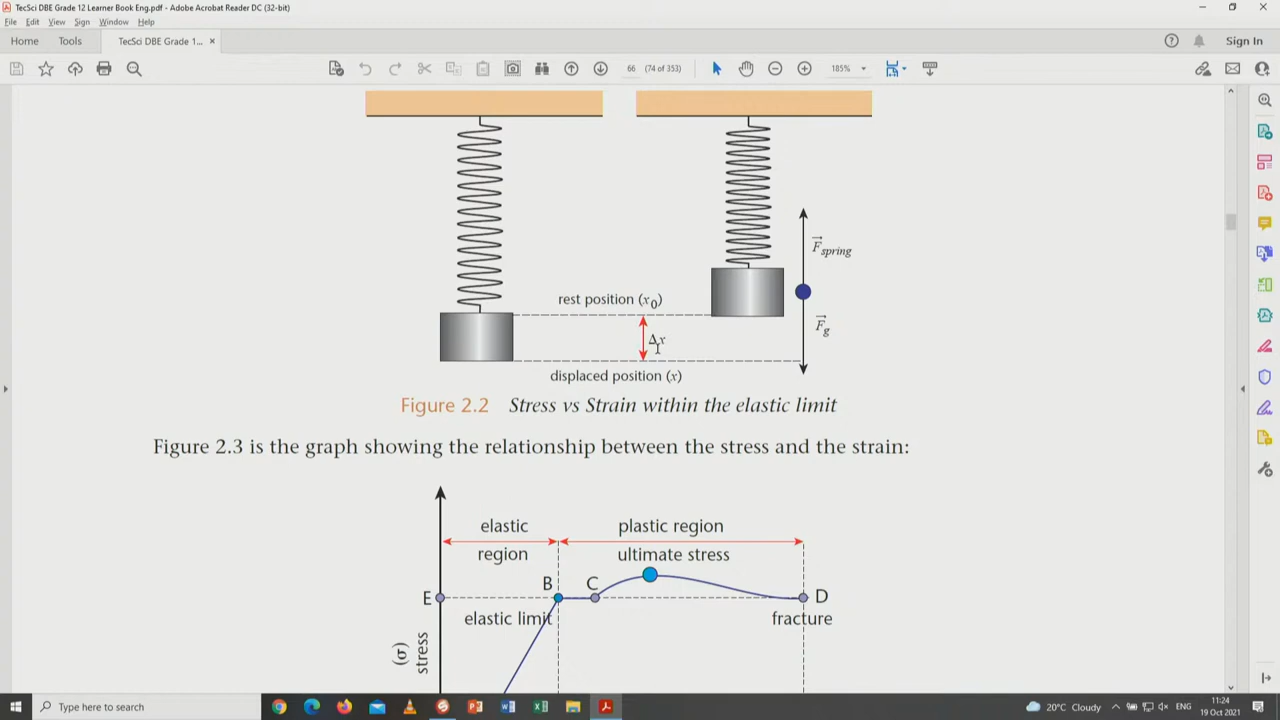 TecSci DBE Grade 12 Learner Book Eng.pdf - Adobe Acrobat Reader DC (32-bit)
File Edit View Sign Window Help
Home Tools TecSci DBE Grade 1... × Sign In
66 (74 of 353) 185%
F spring
rest position (x0)
F g
Δx
displaced position (x)
Figure 2.2 Stress vs Strain within the elastic limit
Figure 2.3 is the graph showing the relationship between the stress and the strain:
elastic plastic region
region ultimate stress
B C
E D
elastic limit fracture
(σ)
stress
Type here to search 20°C Cloudy ENG 11:24
19 Oct 2021